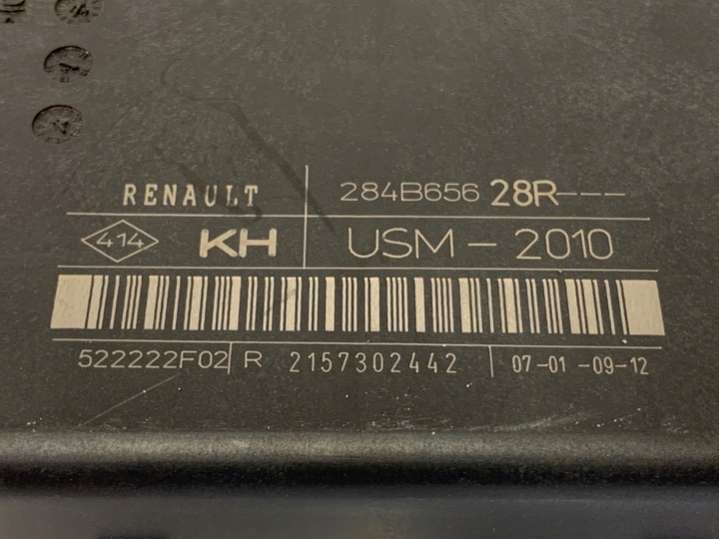 RENAULT 284B656 28R---
414 KH USM - 2010
522222F02 R 2157302442 07-01-09-12